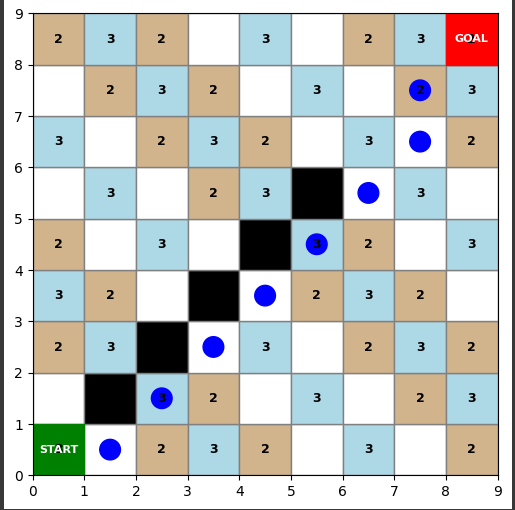 9
2 3 2 3 2 3 GOAL
8
2 3 2 3 2 3
7
3 2 3 2 3 2
6
3 2 3 3
5
2 3 3 2 3
4
3 2 2 3 2
3
2 3 3 2 3 2
2
3 2 3 2 3
1
START 2 3 2 3 2
0
0 1 2 3 4 5 6 7 8 9